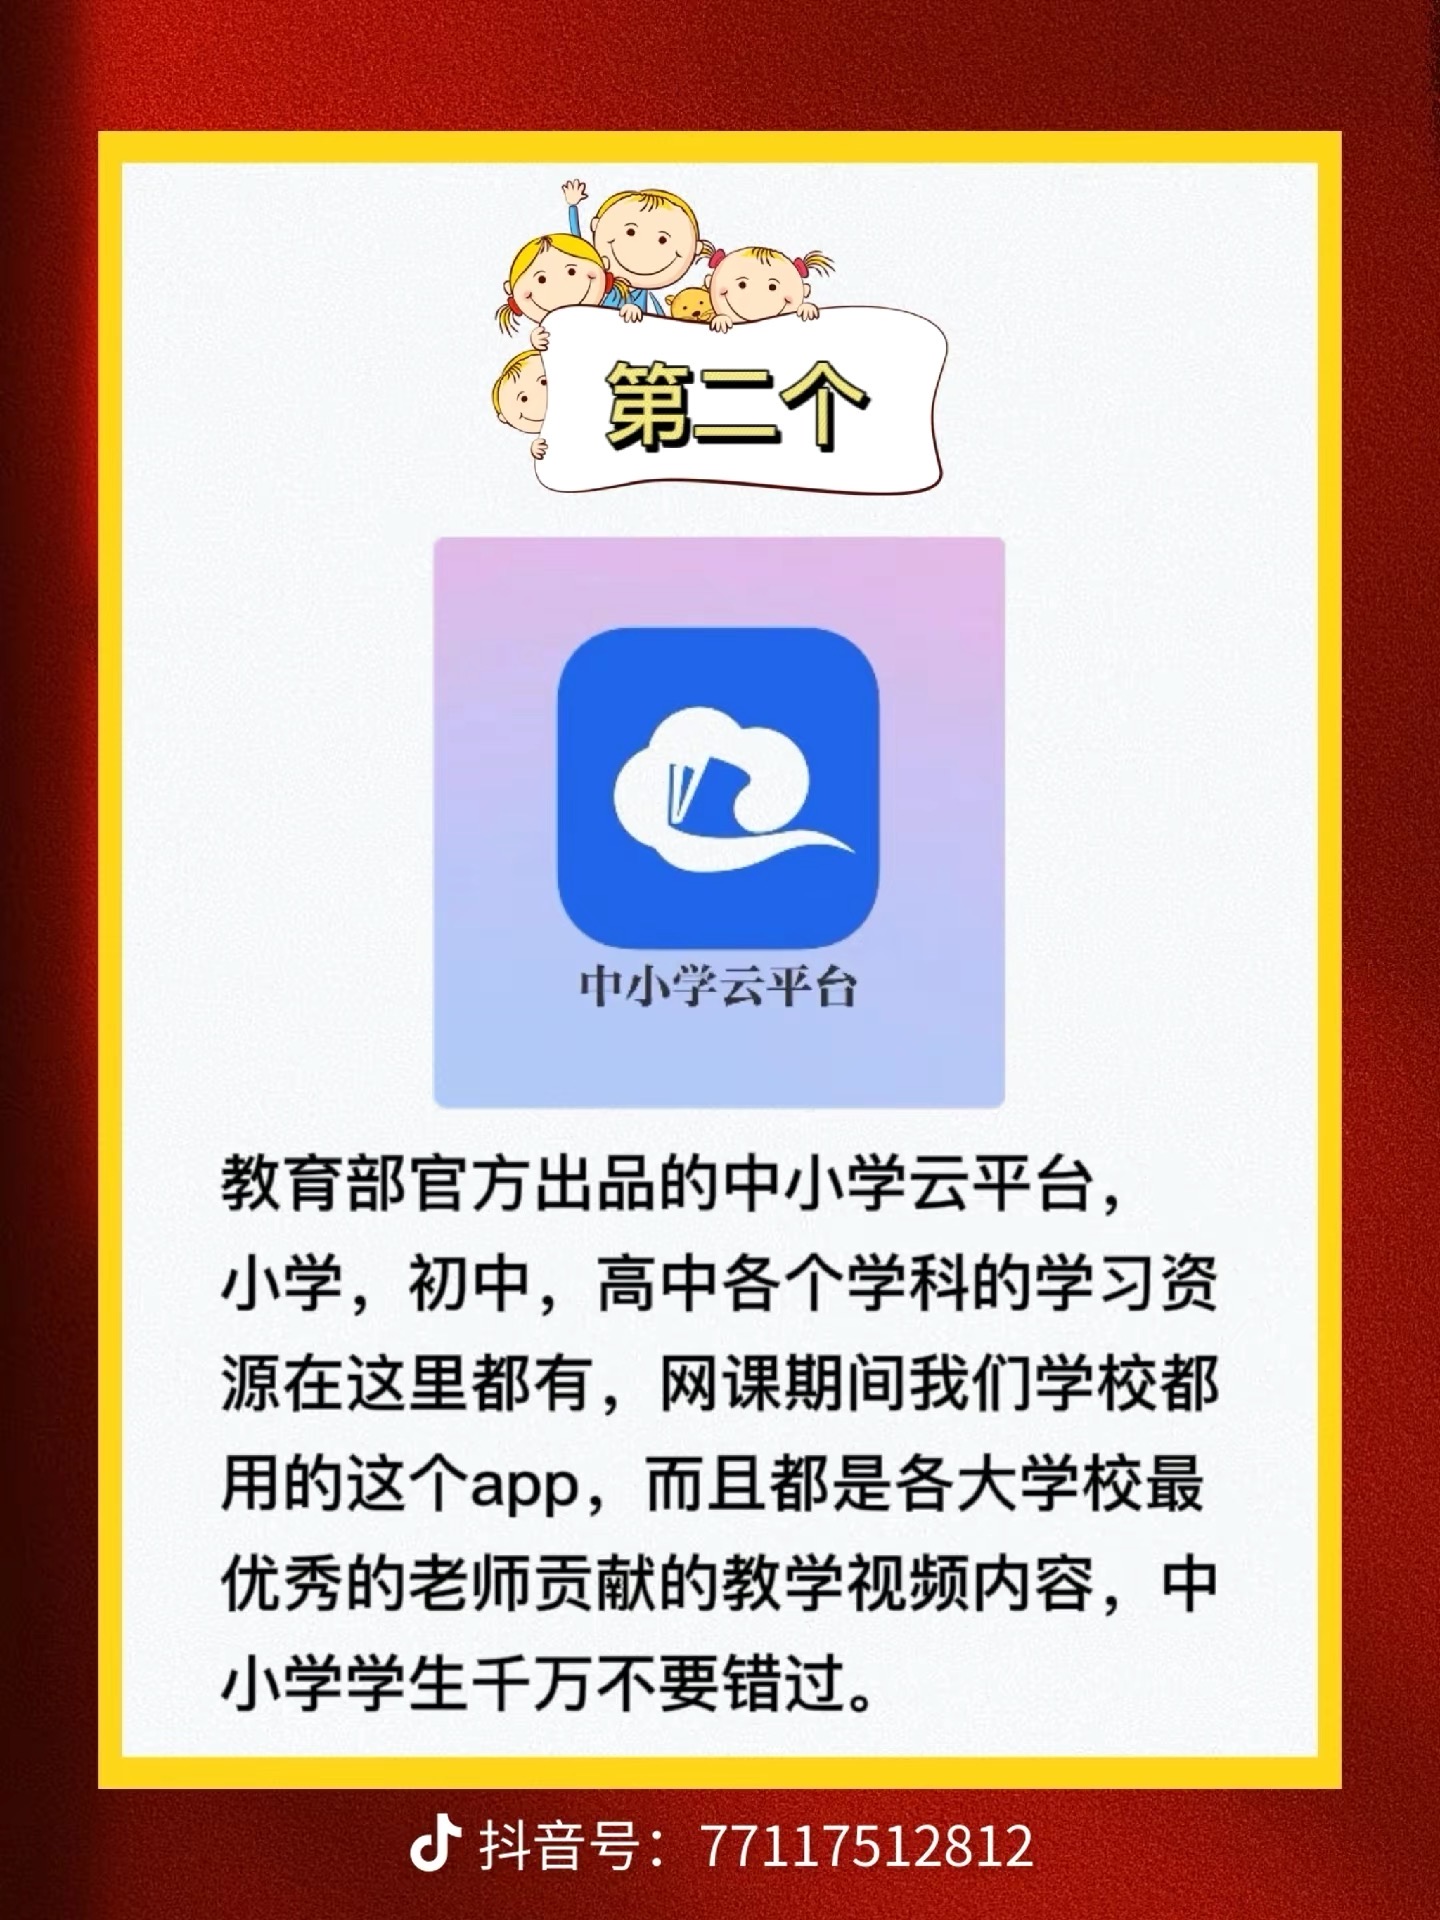 第二个
中小学云平台
教育部官方出品的中小学云平台，
小学，初中，高中各个学科的学习资
源在这里都有，网课期间我们学校都
用的这个app，而且都是各大学校最
优秀的老师贡献的教学视频内容，中
小学学生千万不要错过。
抖音号：77117512812